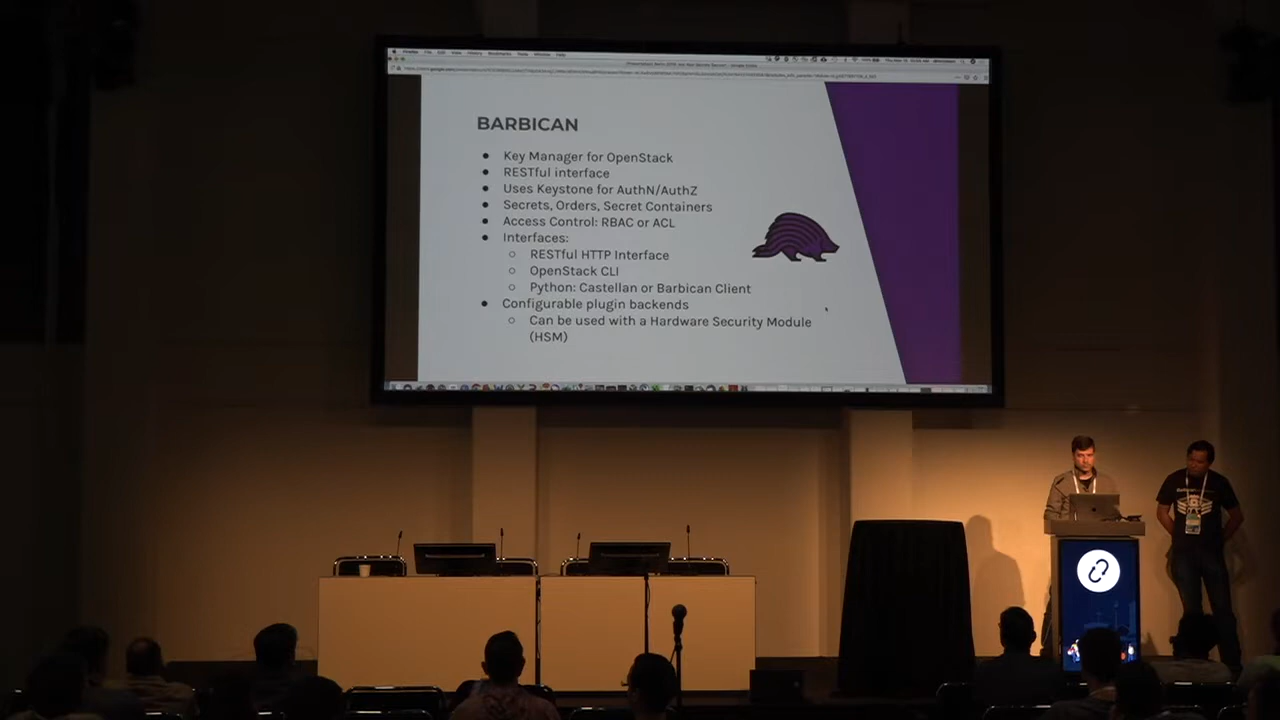 BARBICAN
● Key Manager for OpenStack
● RESTful interface
● Uses Keystone for AuthN/AuthZ
● Secrets, Orders, Secret Containers
● Access Control: RBAC or ACL
● Interfaces:
○ RESTful HTTP Interface
○ OpenStack CLI
○ Python: Castellan or Barbican Client
● Configurable plugin backends
○ Can be used with a Hardware Security Module
(HSM)